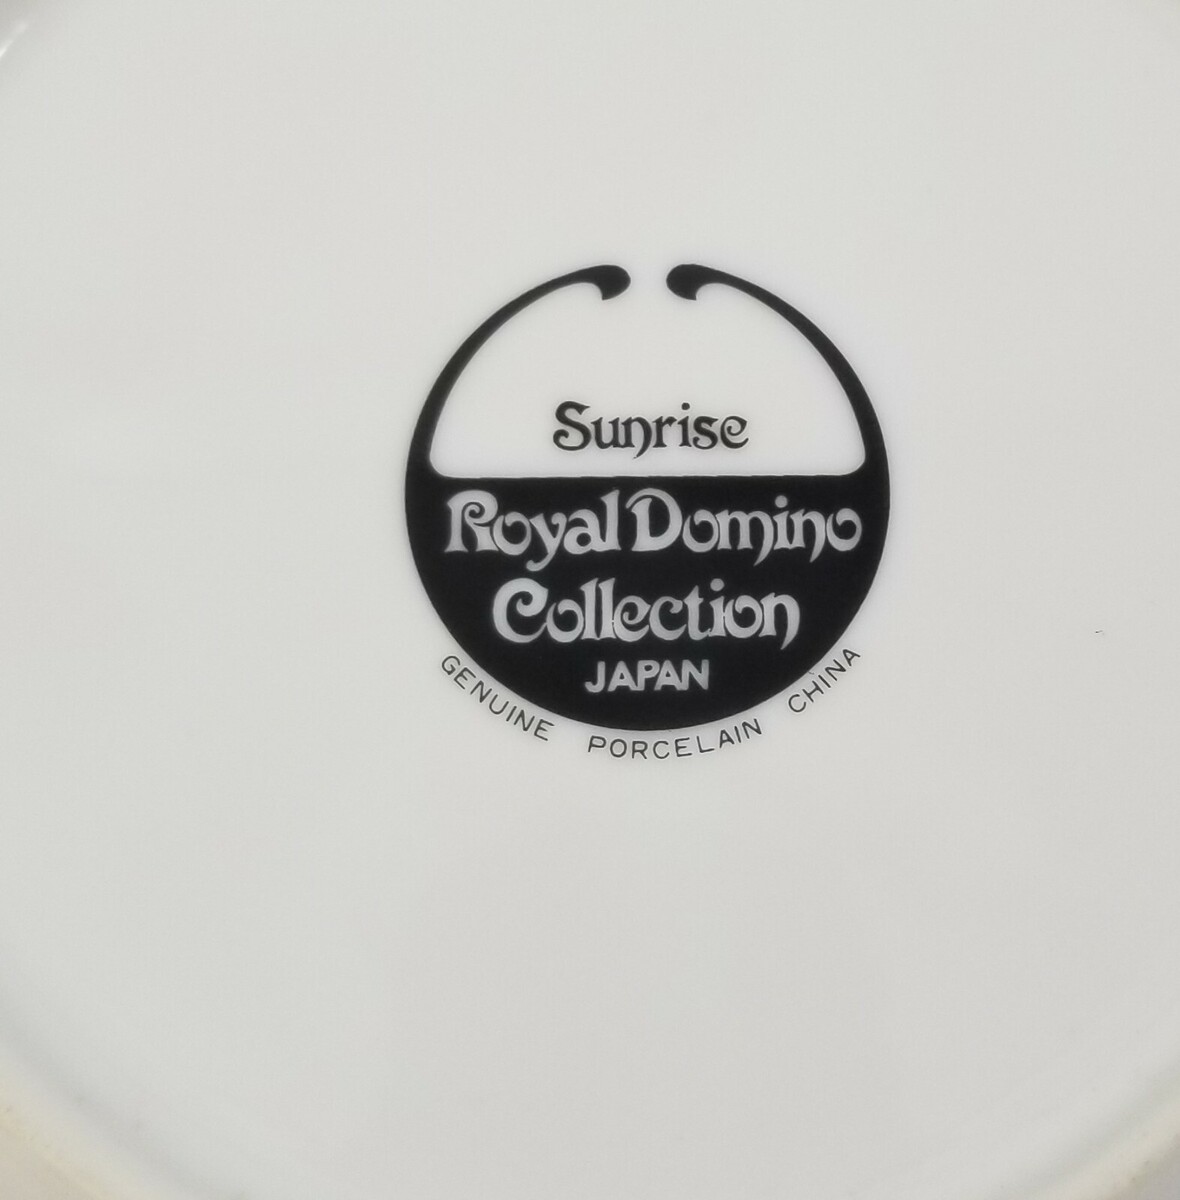 Sunrise
Royal Domino
Collection
JAPAN
GENUINE PORCELAIN CHINA